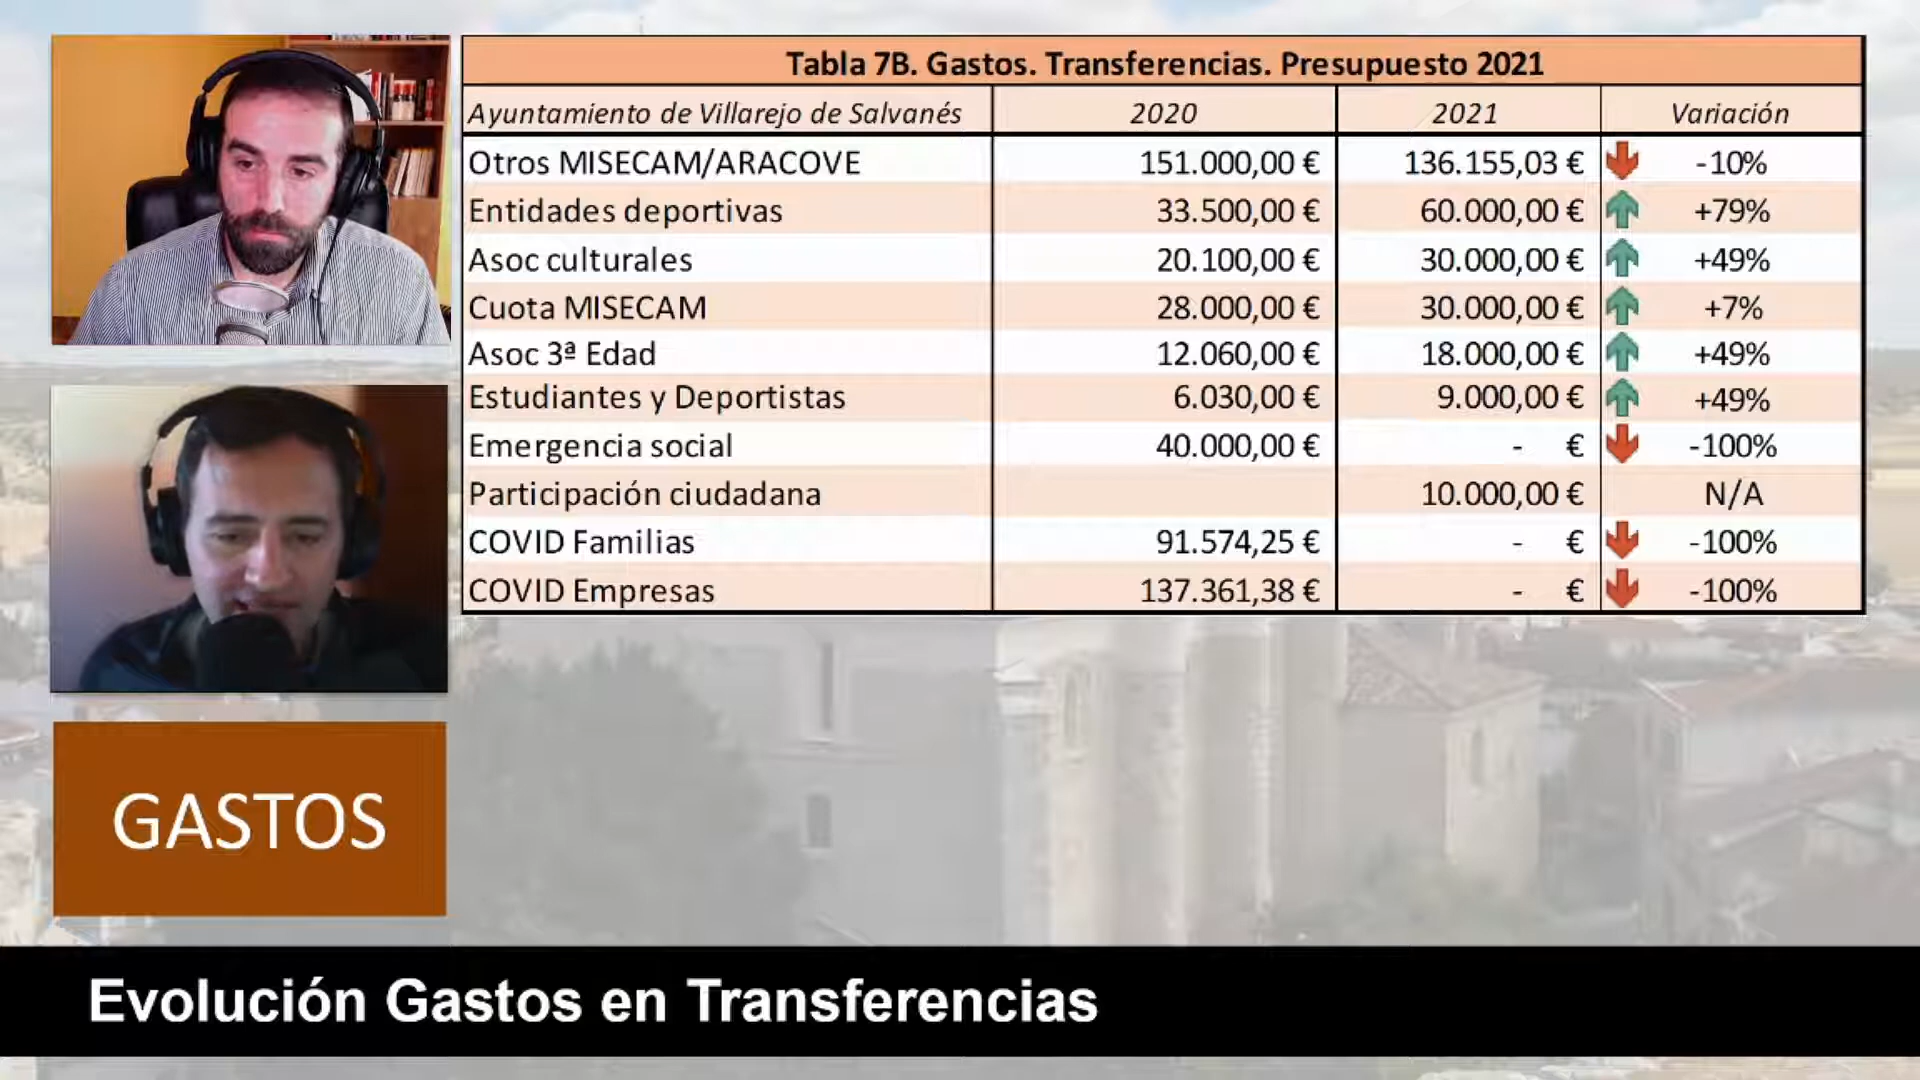 Tabla 7B. Gastos. Transferencias. Presupuesto 2021
Ayuntamiento de Villarejo de Salvanés 2020 2021 Variación
Otros MISECAM/ARACOVE 151.000,00 € 136.155,03 € -10%
Entidades deportivas 33.500,00 € 60.000,00 € +79%
Asoc culturales 20.100,00 € 30.000,00 € +49%
Cuota MISECAM 28.000,00 € 30.000,00 € +7%
Asoc 3ª Edad 12.060,00 € 18.000,00 € +49%
Estudiantes y Deportistas 6.030,00 € 9.000,00 € +49%
Emergencia social 40.000,00 € - € -100%
Participación ciudadana 10.000,00 € N/A
COVID Familias 91.574,25 € - € -100%
COVID Empresas 137.361,38 € - € -100%
GASTOS
Evolución Gastos en Transferencias